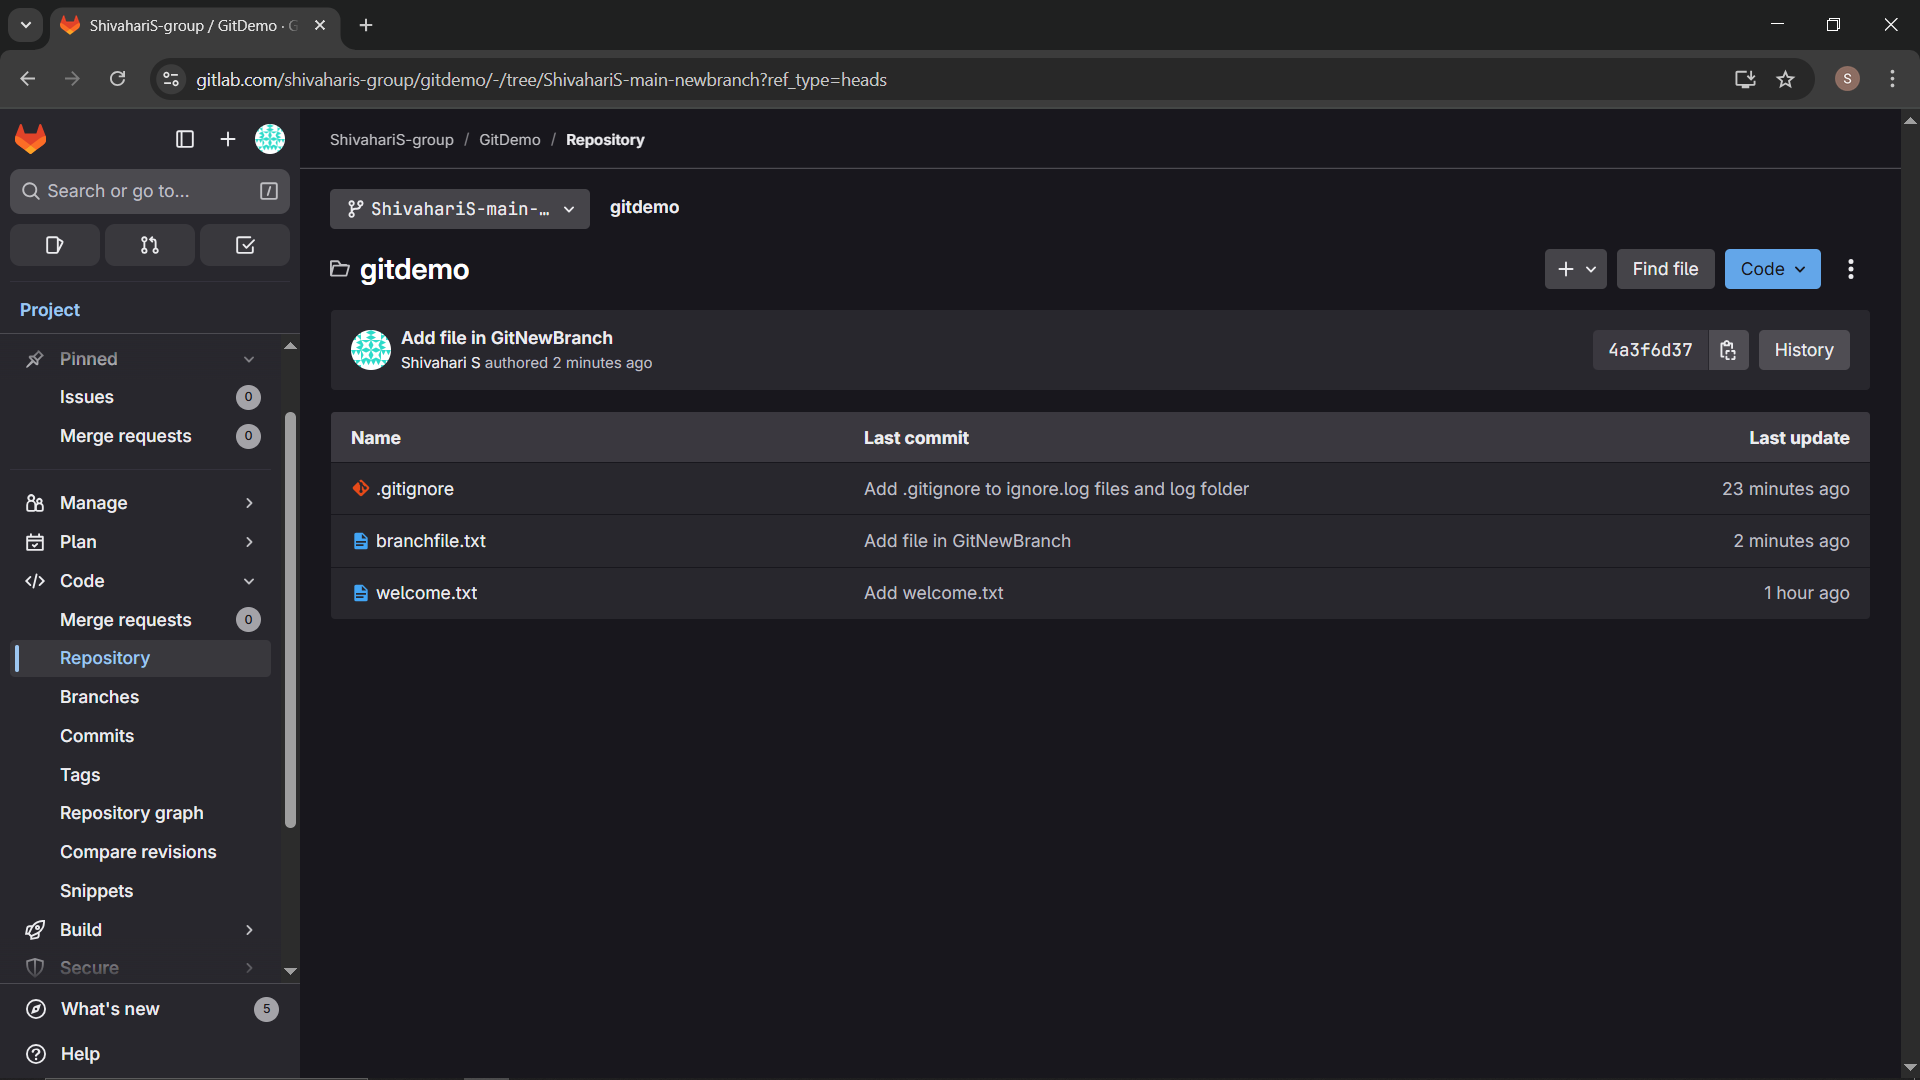 ShivahariS-group / GitDemo · G
gitlab.com/shivaharis-group/gitdemo/-/tree/ShivahariS-main-newbranch?ref_type=heads
S
ShivahariS-group / GitDemo / Repository
Search or go to...
/
ShivahariS-main-…
gitdemo
gitdemo
Find file
Code
Project
Add file in GitNewBranch
Shivahari S authored 2 minutes ago
4a3f6d37
History
Pinned
Issues 0
Merge requests 0
Name Last commit Last update
.gitignore Add .gitignore to ignore.log files and log folder 23 minutes ago
branchfile.txt Add file in GitNewBranch 2 minutes ago
welcome.txt Add welcome.txt 1 hour ago
Manage
Plan
Code
Merge requests 0
Repository
Branches
Commits
Tags
Repository graph
Compare revisions
Snippets
Build
Secure
What's new 5
Help